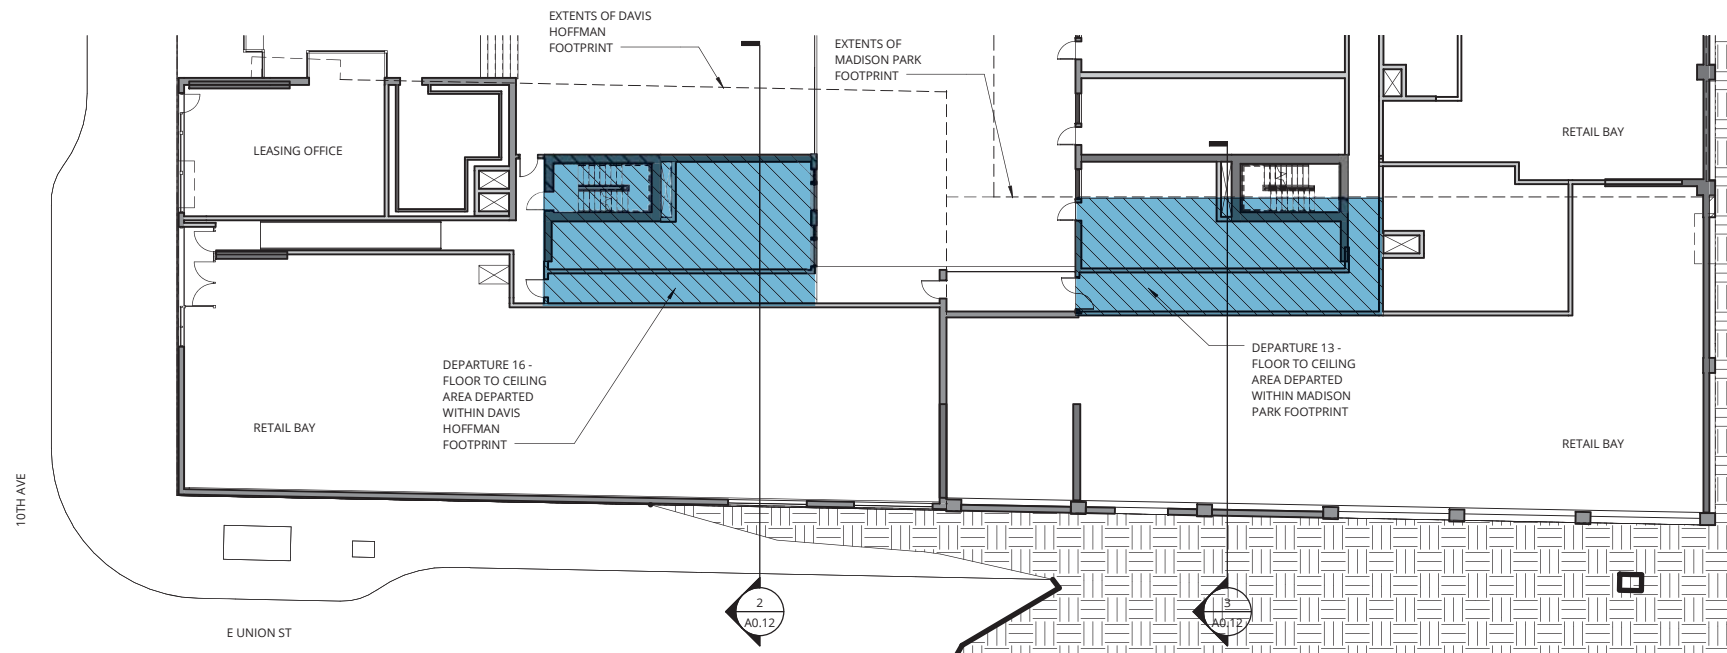 EXTENTS OF DAVIS
HOFFMAN
FOOTPRINT
EXTENTS OF
MADISON PARK
FOOTPRINT
LEASING OFFICE
RETAIL BAY
DEPARTURE 16 -
FLOOR TO CEILING
AREA DEPARTED
WITHIN DAVIS
HOFFMAN
FOOTPRINT
DEPARTURE 13 -
FLOOR TO CEILING
AREA DEPARTED
WITHIN MADISON
PARK FOOTPRINT
RETAIL BAY
RETAIL BAY
10TH AVE
2
A0.12
3
A0.12
E UNION ST